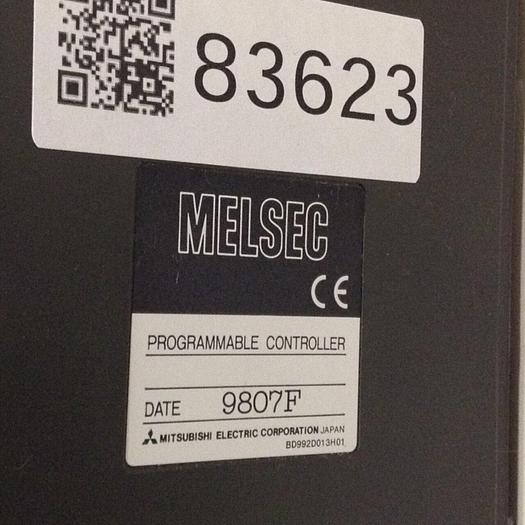 83623
MELSEC
CE
PROGRAMMABLE CONTROLLER
DATE 9807F
MITSUBISHI ELECTRIC CORPORATION JAPAN
BD992D013H01